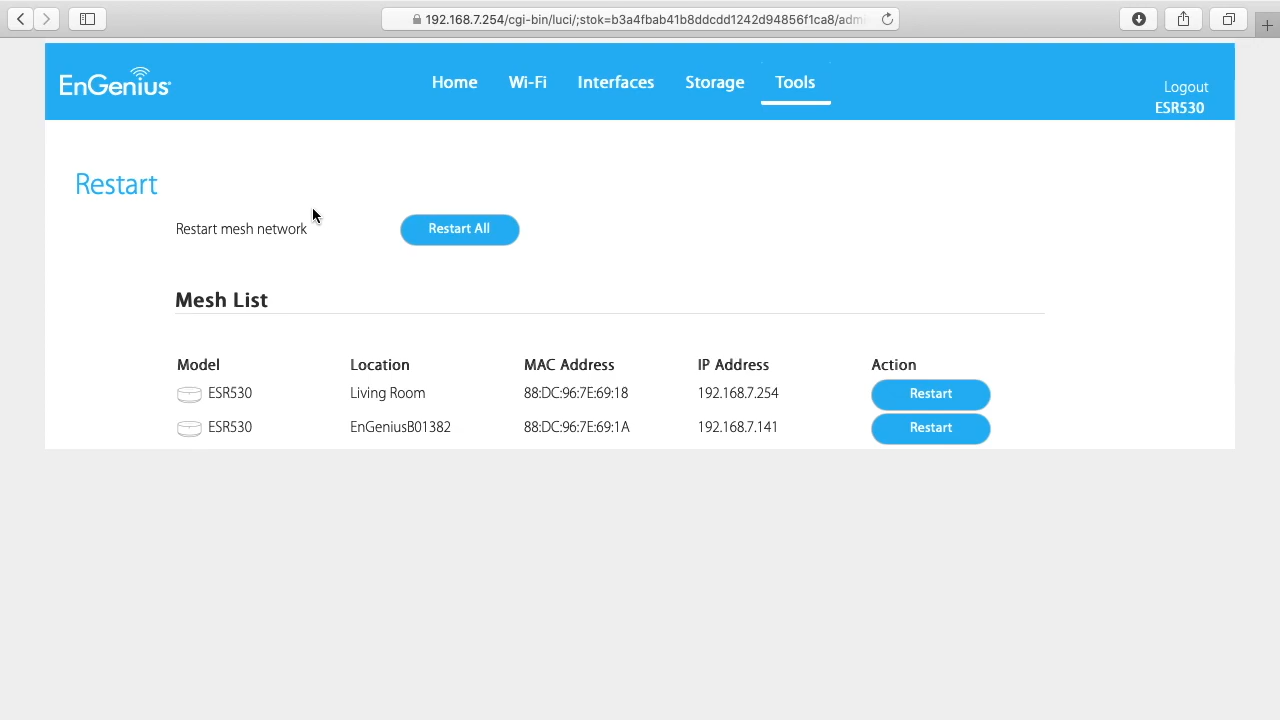 192.168.7.254/cgi-bin/luci/;stok=b3a4fbab41b8ddcdd1242d94856f1ca8/adm
EnGenius
Home Wi-Fi Interfaces Storage Tools
Logout
ESR530
Restart
Restart mesh network Restart All
Mesh List
Model Location MAC Address IP Address Action
ESR530 Living Room 88:DC:96:7E:69:18 192.168.7.254 Restart
ESR530 EnGeniusB01382 88:DC:96:7E:69:1A 192.168.7.141 Restart